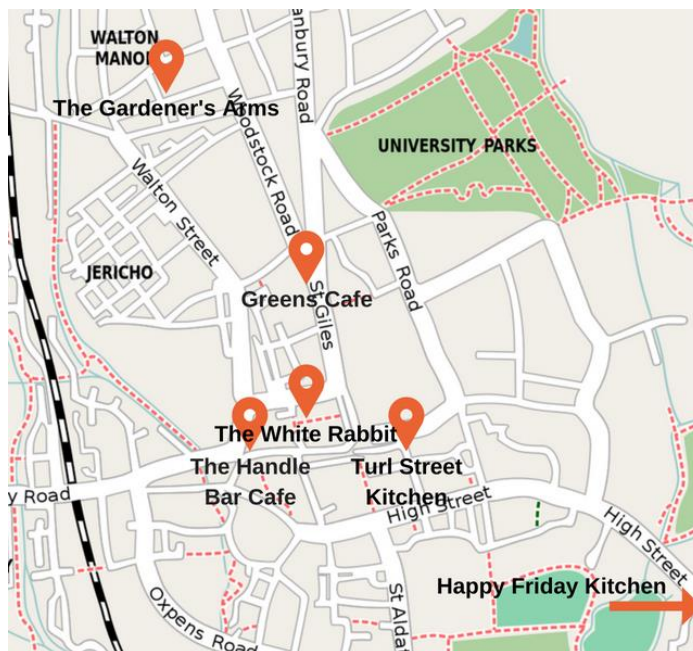 WALTON
MANO
anbury Road
The Gardener's Arms
Woodstock Road
UNIVERSITY PARKS
Walton Street
Parks Road
JERICHO
Greens Cafe
St Giles
The White Rabbit
The Handle
Bar Cafe
Turl Street
Kitchen
y Road
High Street
High Street
Happy Friday Kitchen
Oxpens Road
St Aldat